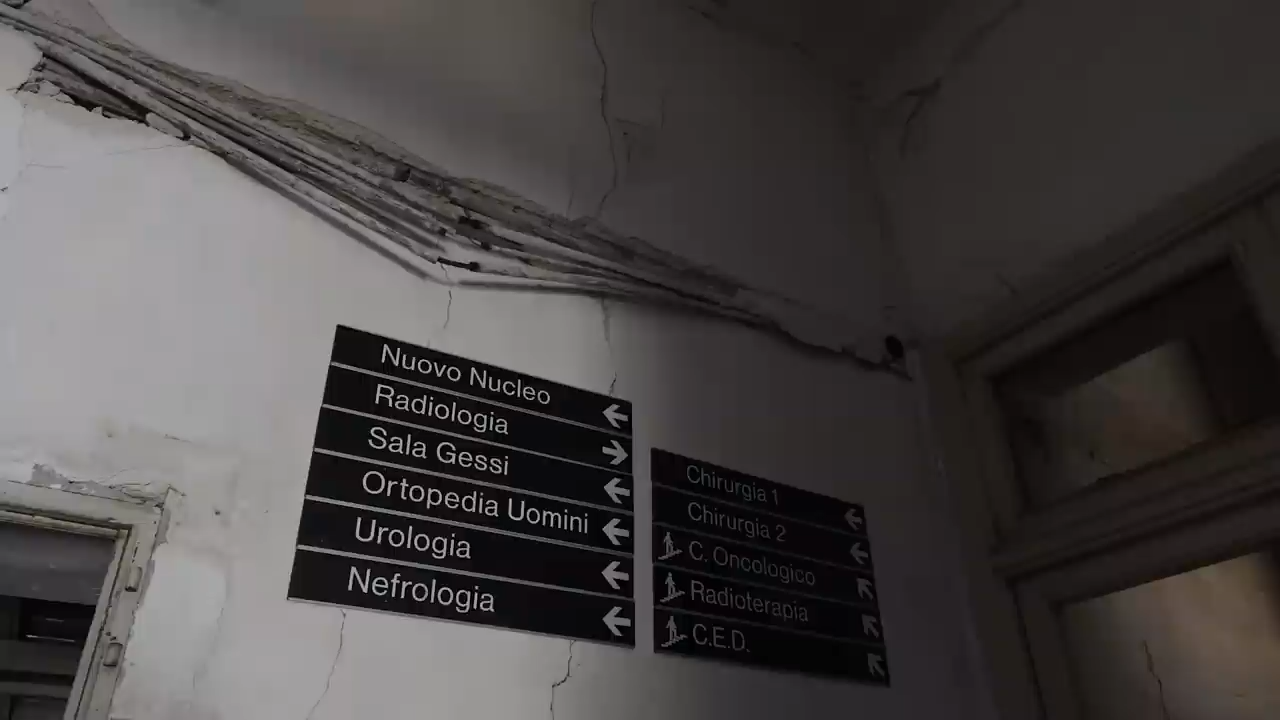 Nuovo Nucleo
Radiologia
Sala Gessi
Ortopedia Uomini
Urologia
Nefrologia
Chirurgia 1
Chirurgia 2
C. Oncologico
Radioterapia
C.E.D.